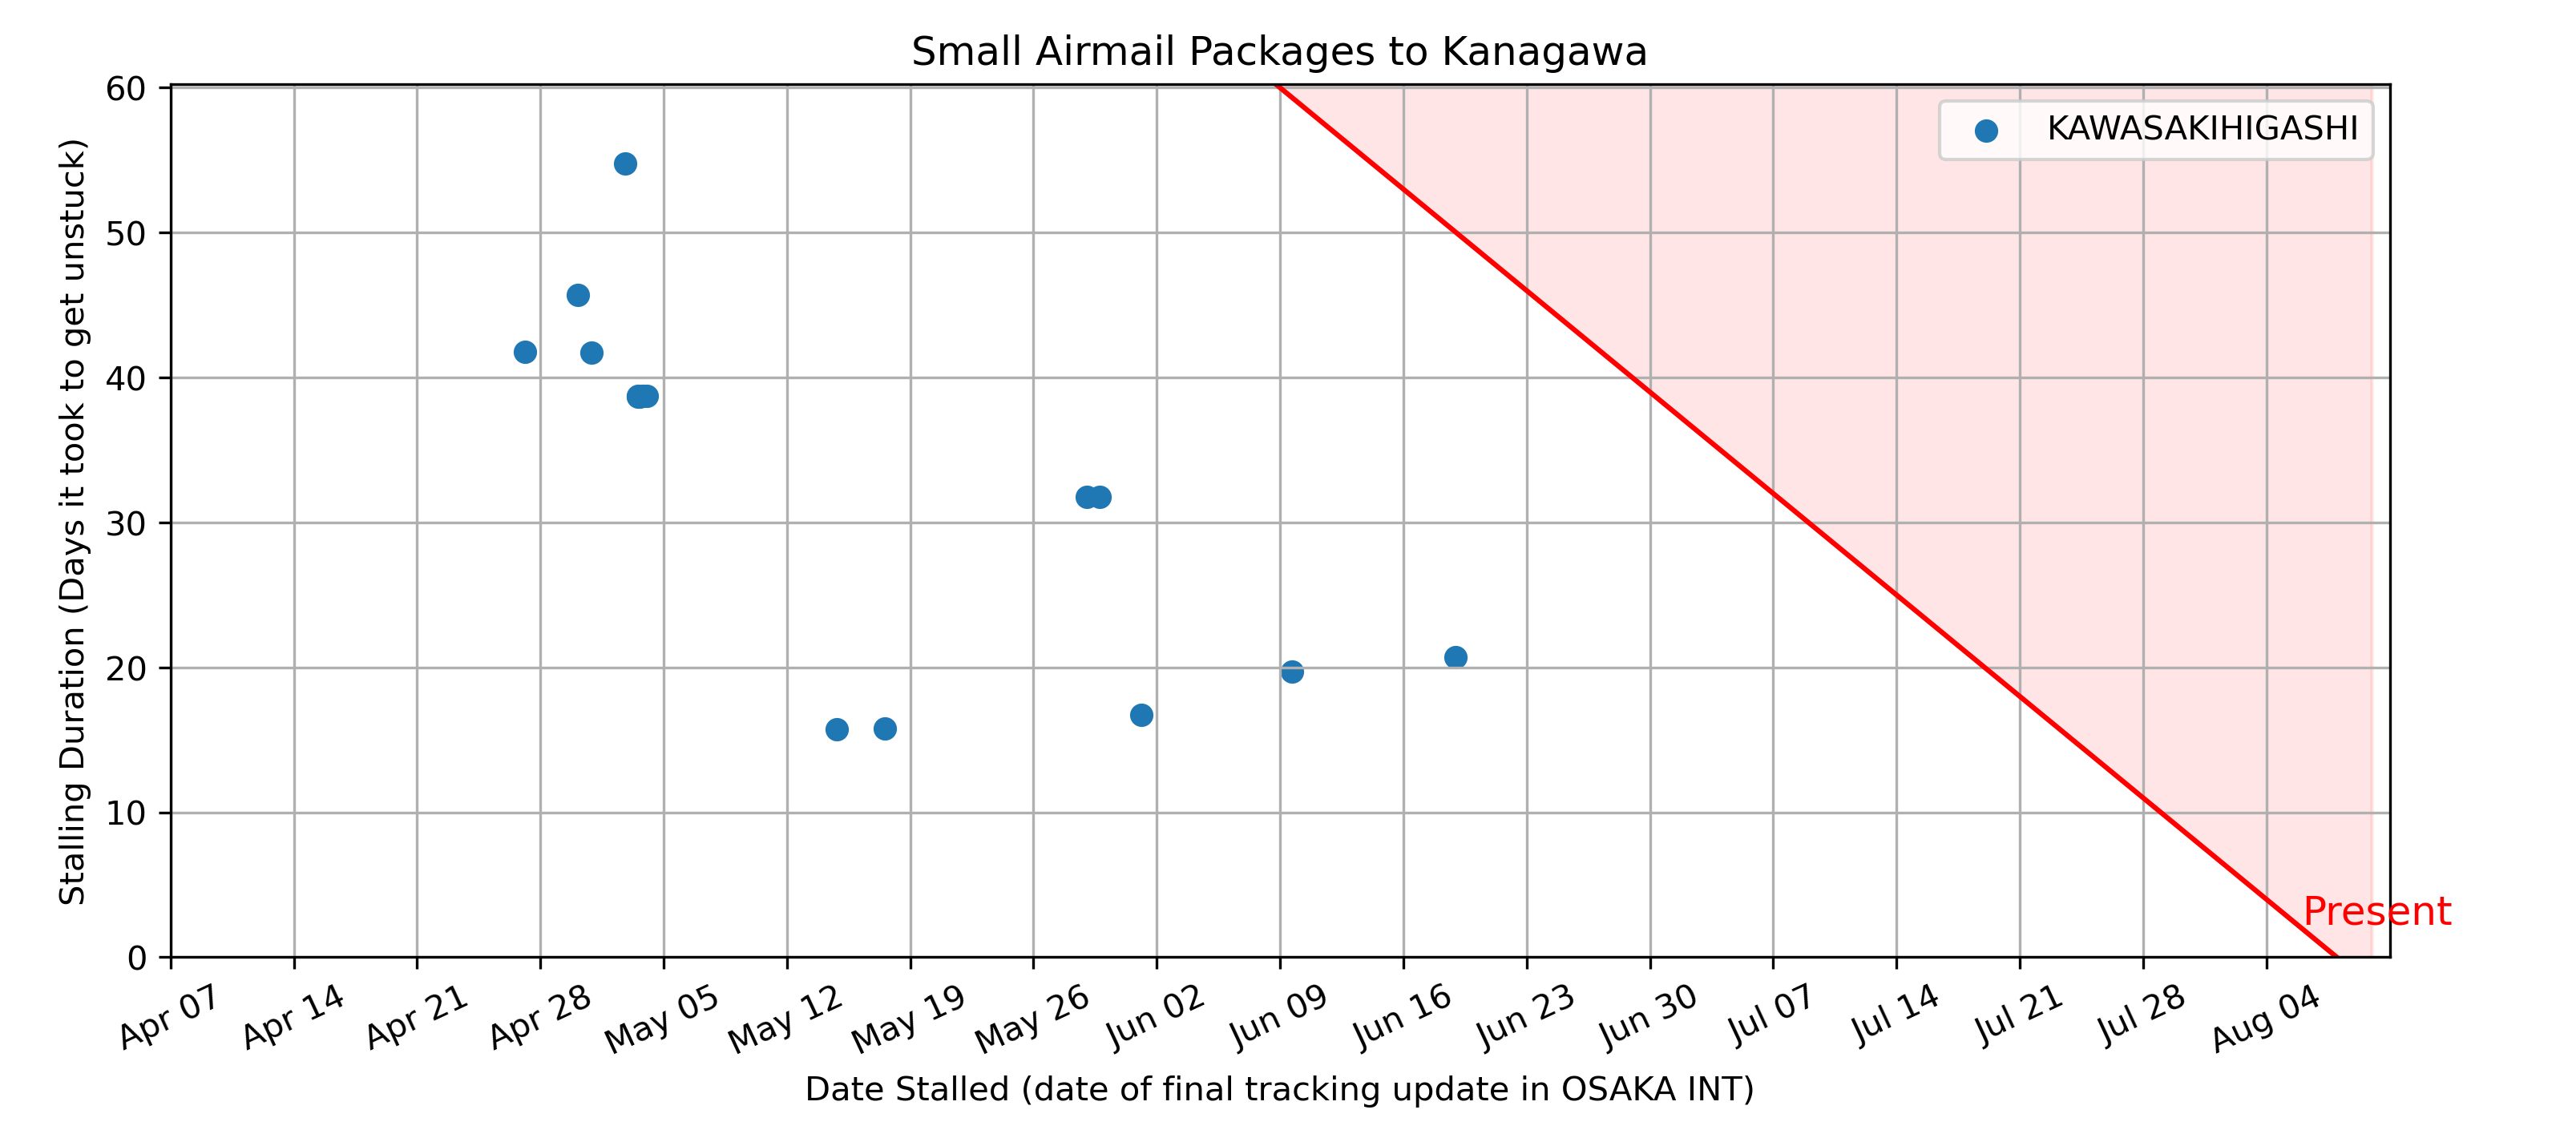 Small Airmail Packages to Kanagawa
KAWASAKIHIGASHI
Stalling Duration (Days it took to get unstuck)
60
50
40
30
20
10
0
Present
Apr 07
Apr 14
Apr 21
Apr 28
May 05
May 12
May 19
May 26
Jun 02
Jun 09
Jun 16
Jun 23
Jun 30
Jul 07
Jul 14
Jul 21
Jul 28
Aug 04
Date Stalled (date of final tracking update in OSAKA INT)